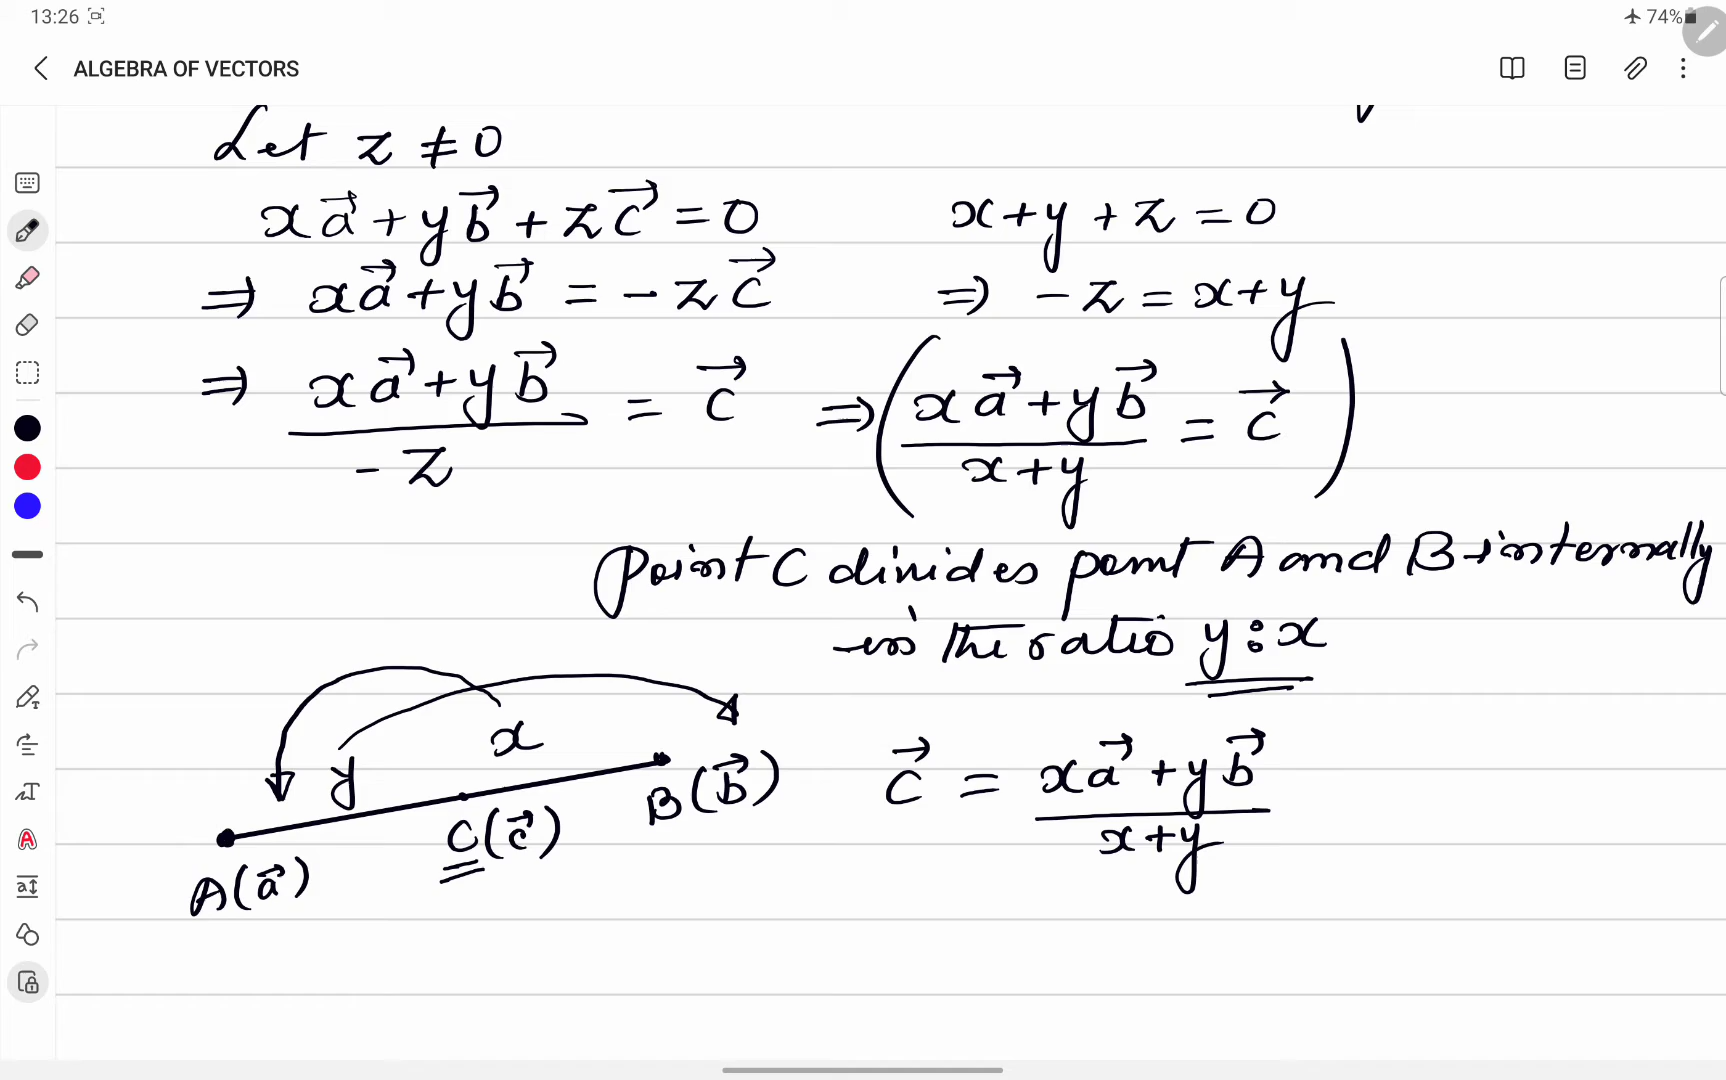 13:26
74%
ALGEBRA OF VECTORS
Let z ≠ 0
x a⃗ + y b⃗ + z c⃗ = 0
x + y + z = 0
⇒ x a⃗ + y b⃗ = - z c⃗
⇒ - z = x + y
⇒ (x a⃗ + y b⃗)/(- z) = c⃗
⇒ ( (x a⃗ + y b⃗)/(x + y) = c⃗ )
point C divides point A and B internally
in the ratio y : x
y
x
A(a⃗)
C(c⃗)
B(b⃗)
c⃗ = (x a⃗ + y b⃗)/(x + y)